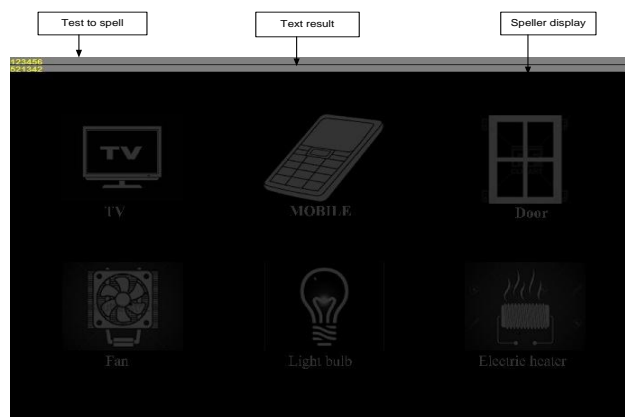 Test to spell Text result Speller display
123456
521342
TV
TV MOBILE Door
Fan Light bulb Electric heater